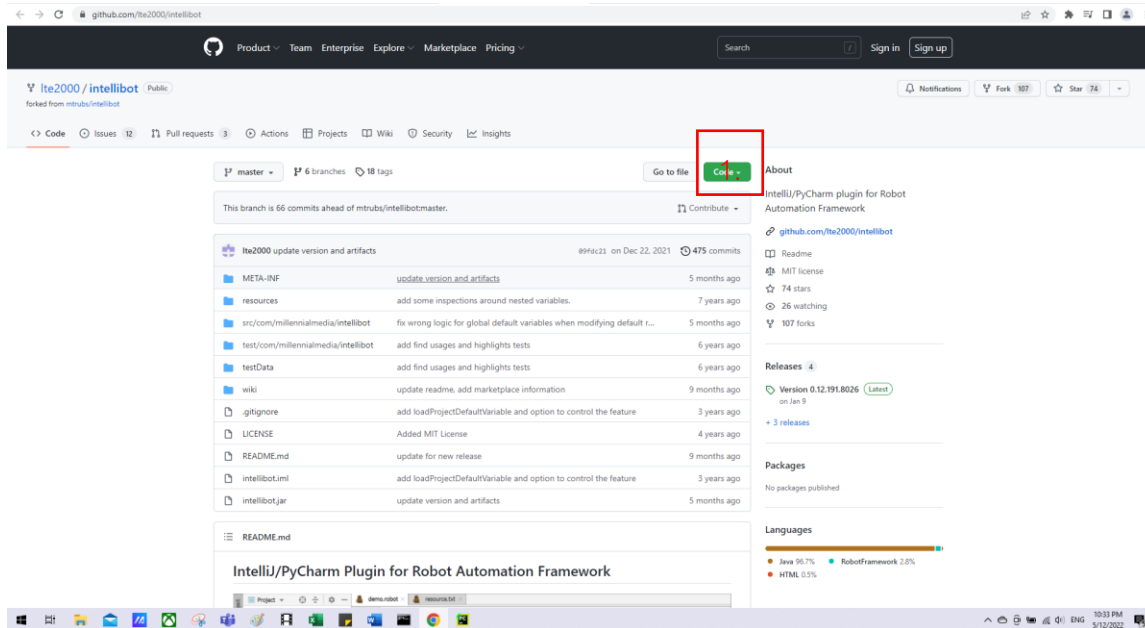 github.com/lte2000/intellibot
Product Team Enterprise Explore Marketplace Pricing Search / Sign in Sign up
lte2000 / intellibot Public Notifications Fork 107 Star 74
forked from mtrubs/intellibot
Code Issues 12 Pull requests 3 Actions Projects Wiki Security Insights
master 6 branches 18 tags Go to file Code 1.
This branch is 66 commits ahead of mtrubs/intellibot:master. Contribute
lte2000 update version and artifacts 09fdc21 on Dec 22, 2021 475 commits
META-INF update version and artifacts 5 months ago
resources add some inspections around nested variables. 7 years ago
src/com/millennialmedia/intellibot fix wrong logic for global default variables when modifying default r... 5 months ago
test/com/millennialmedia/intellibot add find usages and highlights tests 6 years ago
testData add find usages and highlights tests 6 years ago
wiki update readme, add marketplace information 9 months ago
.gitignore add loadProjectDefaultVariable and option to control the feature 3 years ago
LICENSE Added MIT License 4 years ago
README.md update for new release 9 months ago
intellibot.iml add loadProjectDefaultVariable and option to control the feature 3 years ago
intellibot.jar update version and artifacts 5 months ago
README.md
IntelliJ/PyCharm Plugin for Robot Automation Framework
Project demo.robot resource.txt
About
IntelliJ/PyCharm plugin for Robot
Automation Framework
github.com/lte2000/intellibot
Readme
MIT license
74 stars
26 watching
107 forks
Releases 4
Version 0.12.191.8026 Latest
on Jan 9
+ 3 releases
Packages
No packages published
Languages
Java 96.7% RobotFramework 2.8%
HTML 0.5%
ENG 10:33 PM
5/12/2022